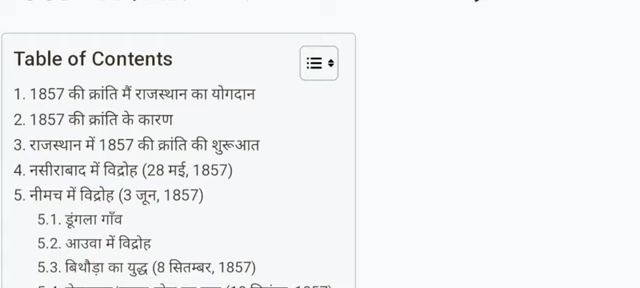 Table of Contents
1. 1857 की क्रांति मैं राजस्थान का योगदान
2. 1857 की क्रांति के कारण
3. राजस्थान में 1857 की क्रांति की शुरूआत
4. नसीराबाद में विद्रोह (28 मई, 1857)
5. नीमच में विद्रोह (3 जून, 1857)
5.1. डूंगला गाँव
5.2. आउवा में विद्रोह
5.3. बिथौड़ा का युद्ध (8 सितम्बर, 1857)